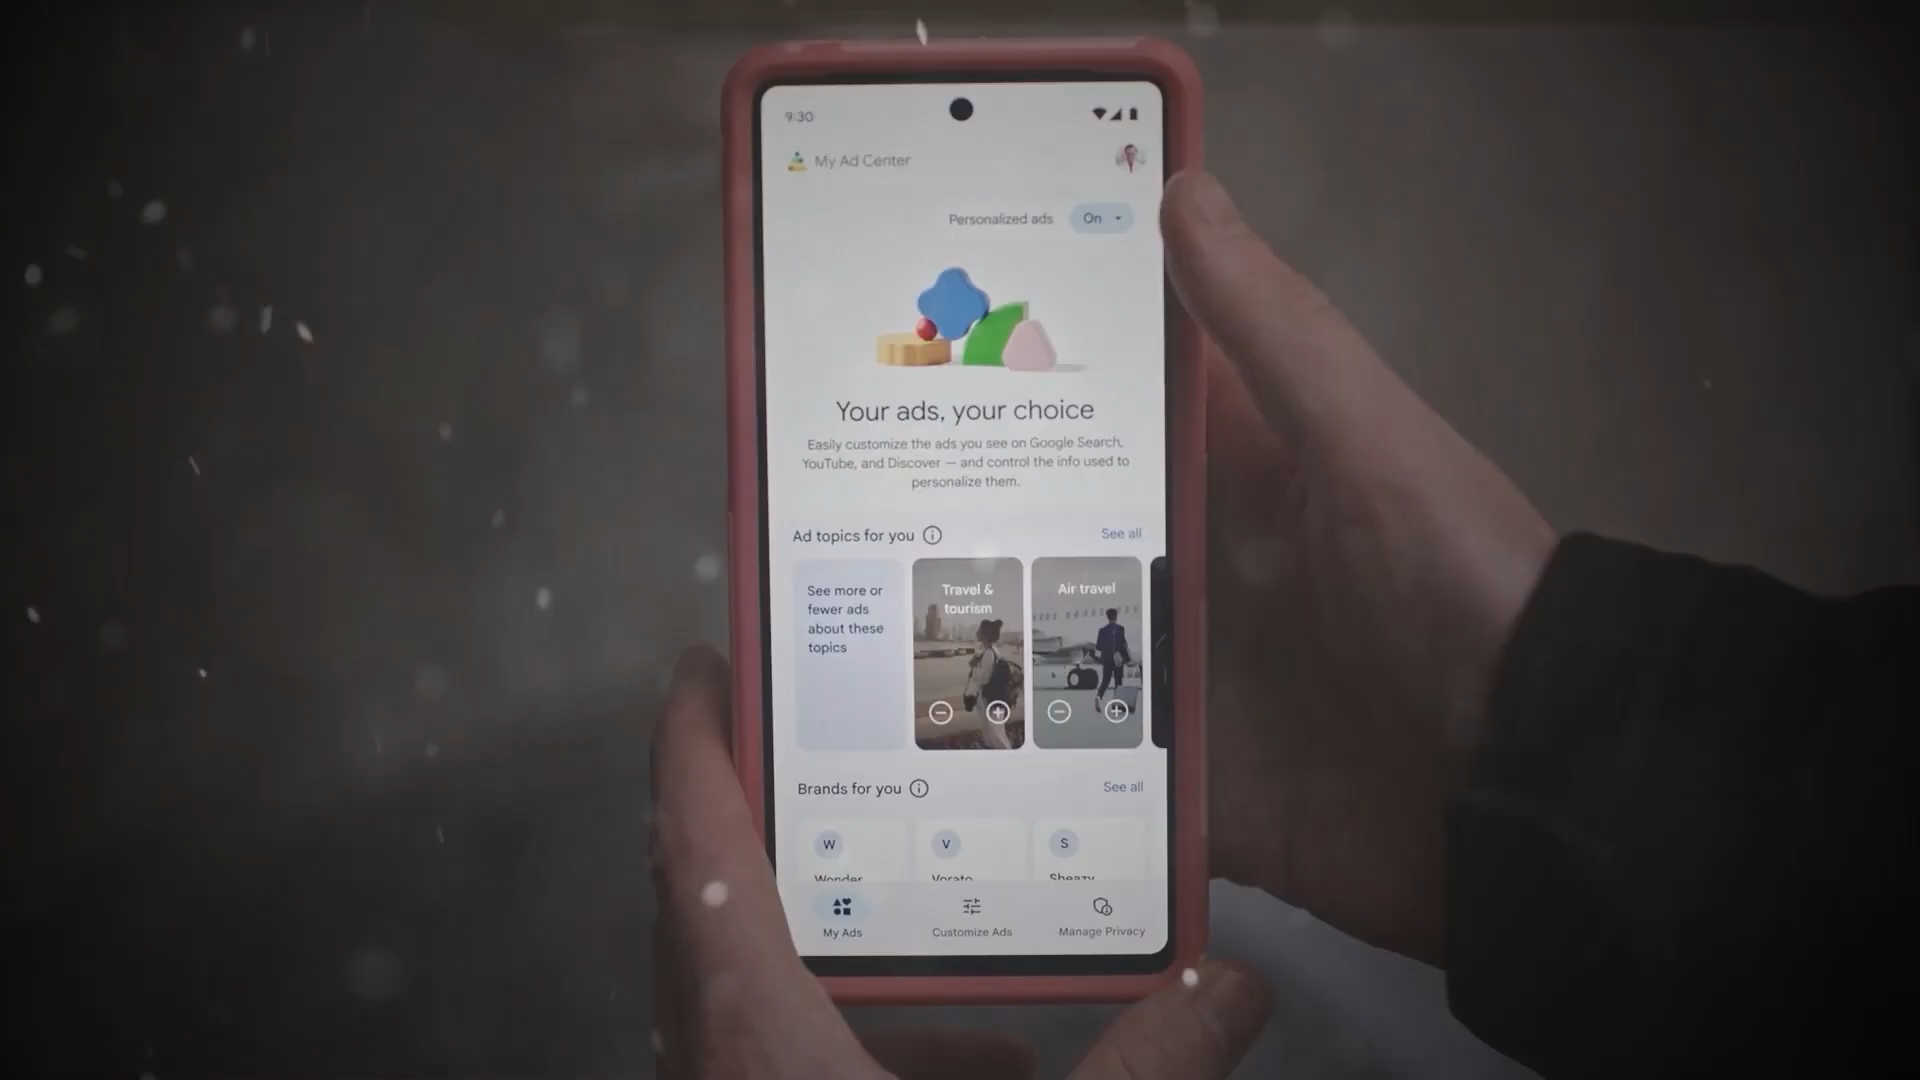 9:30
My Ad Center
Personalized ads
On
Your ads, your choice
Easily customize the ads you see on Google Search,
YouTube, and Discover — and control the info used to
personalize them.
Ad topics for you
See all
See more or
fewer ads
about these
topics
Travel &
tourism
Air travel
Brands for you
See all
W
V
S
Wonder
Vorato
Sheazy
My Ads
Customize Ads
Manage Privacy